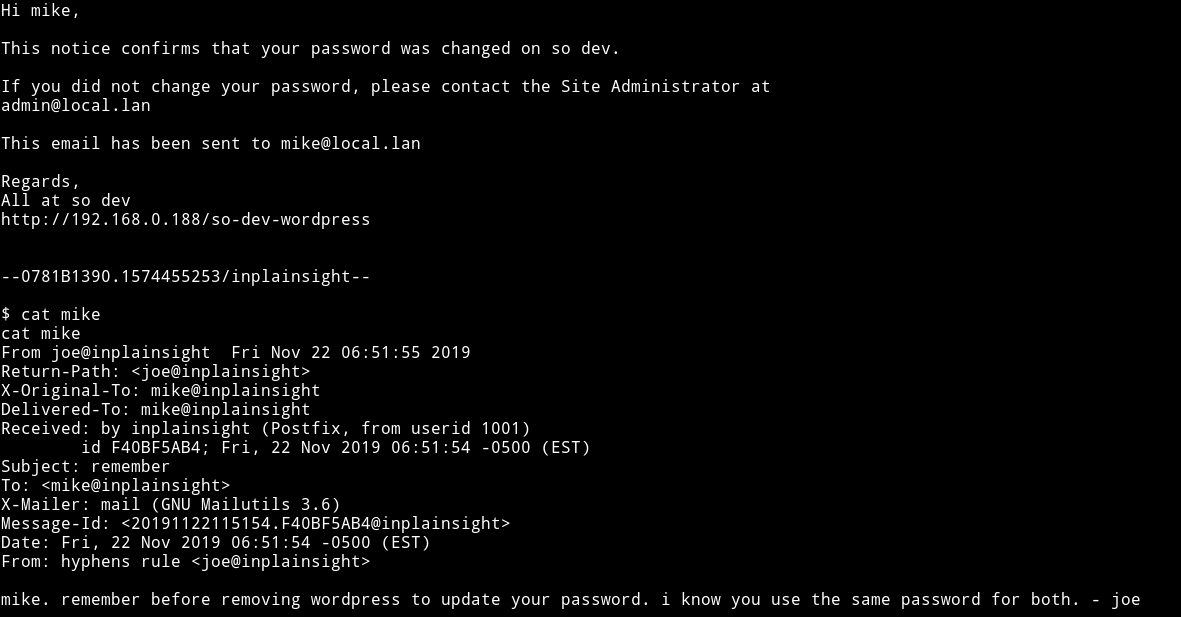 Hi mike,
This notice confirms that your password was changed on so dev.
If you did not change your password, please contact the Site Administrator at
admin@local.lan
This email has been sent to mike@local.lan
Regards,
All at so dev
http://192.168.0.188/so-dev-wordpress
--0781B1390.1574455253/inplainsight--
$ cat mike
cat mike
From joe@inplainsight  Fri Nov 22 06:51:55 2019
Return-Path: <joe@inplainsight>
X-Original-To: mike@inplainsight
Delivered-To: mike@inplainsight
Received: by inplainsight (Postfix, from userid 1001)
        id F40BF5AB4; Fri, 22 Nov 2019 06:51:54 -0500 (EST)
Subject: remember
To: <mike@inplainsight>
X-Mailer: mail (GNU Mailutils 3.6)
Message-Id: <20191122115154.F40BF5AB4@inplainsight>
Date: Fri, 22 Nov 2019 06:51:54 -0500 (EST)
From: hyphens rule <joe@inplainsight>
mike. remember before removing wordpress to update your password. i know you use the same password for both. - joe